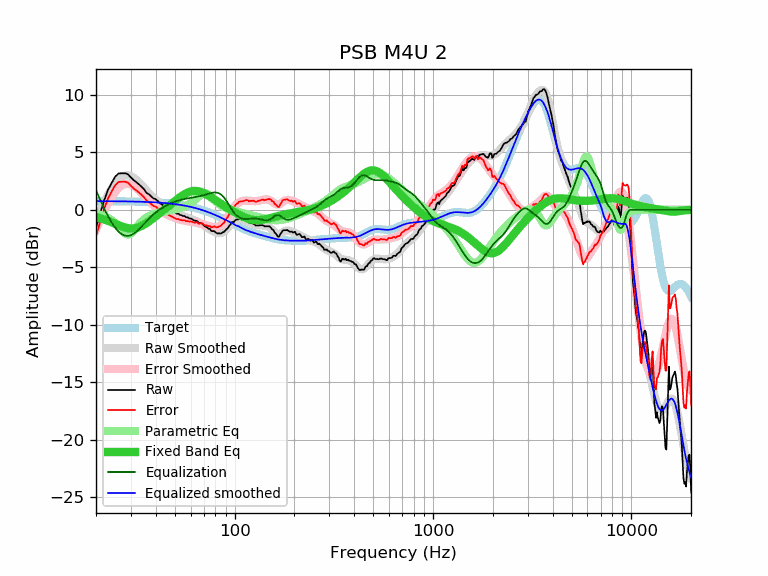 PSB M4U 2
Amplitude (dBr)
10
5
0
−5
−10
−15
−20
−25
Target
Raw Smoothed
Error Smoothed
Raw
Error
Parametric Eq
Fixed Band Eq
Equalization
Equalized smoothed
100
1000
10000
Frequency (Hz)